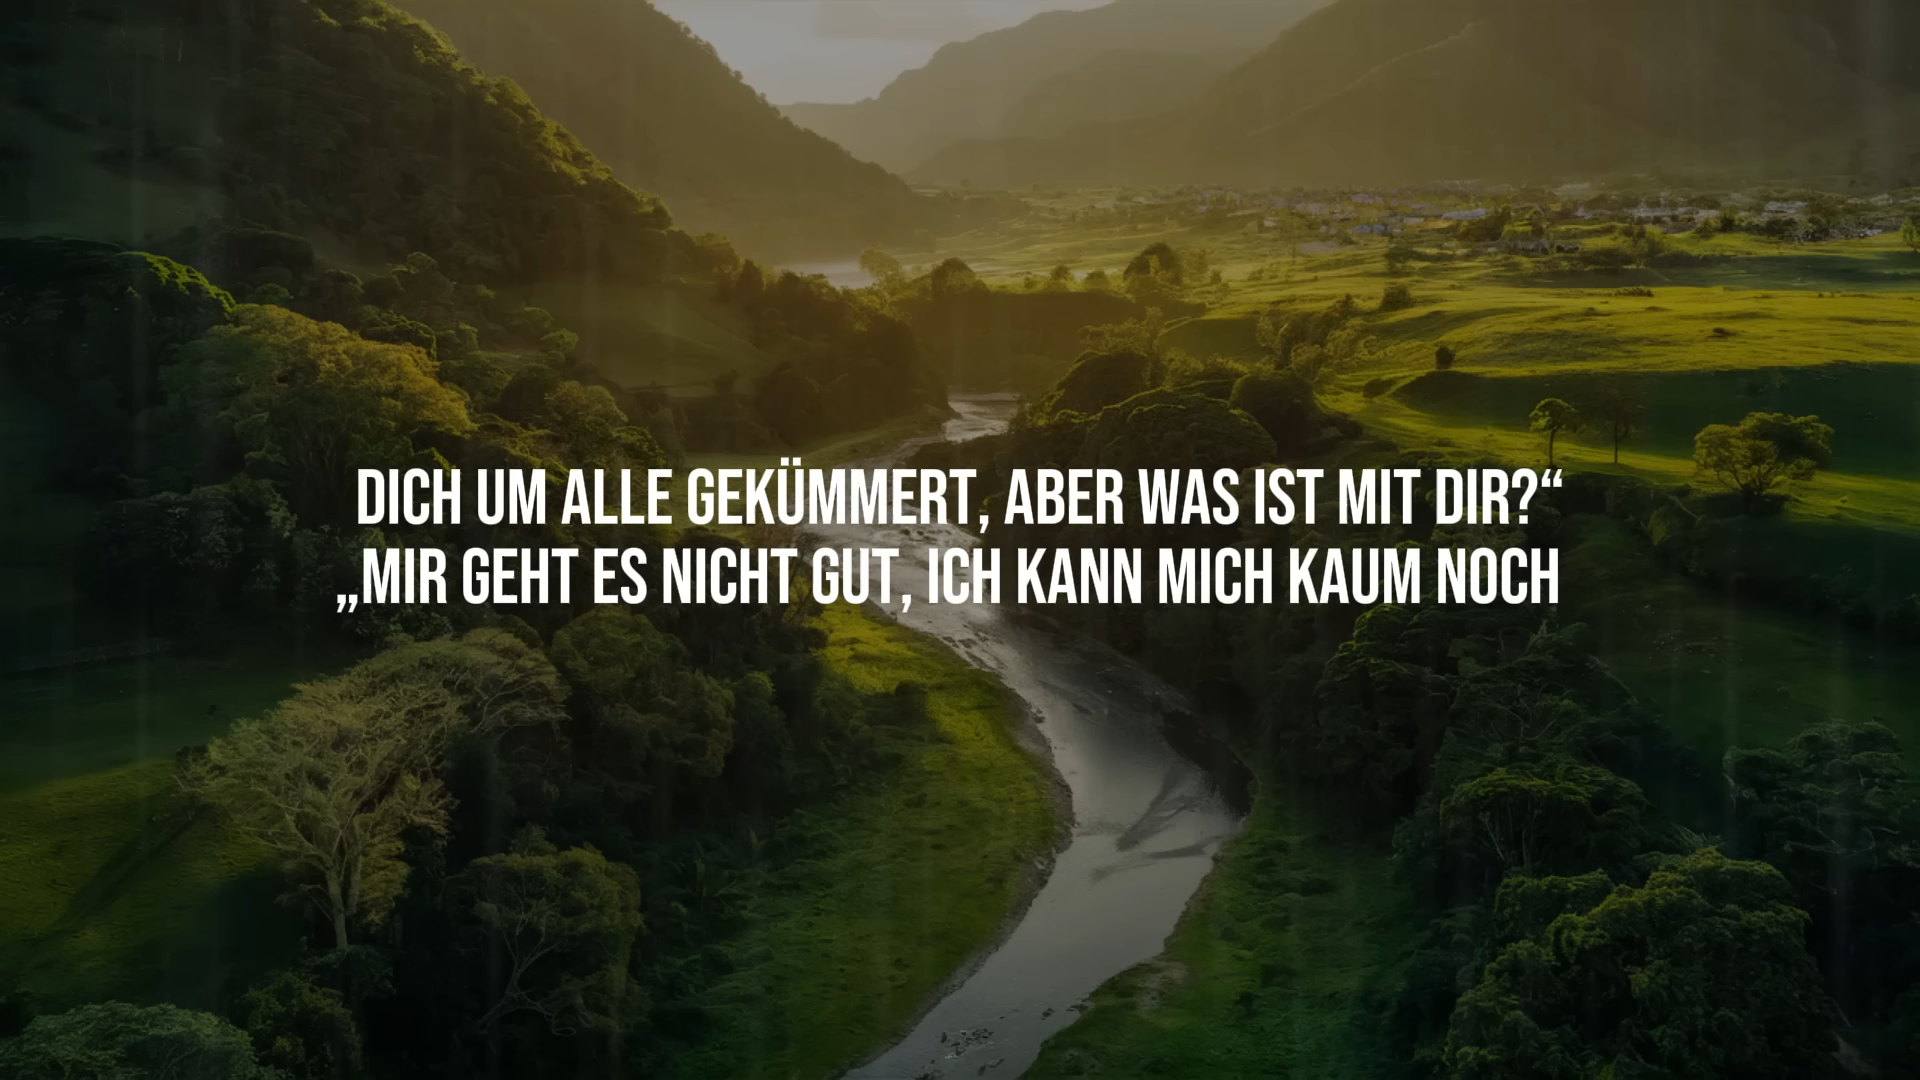 DICH UM ALLE GEKÜMMERT, ABER WAS IST MIT DIR?“
„MIR GEHT ES NICHT GUT, ICH KANN MICH KAUM NOCH